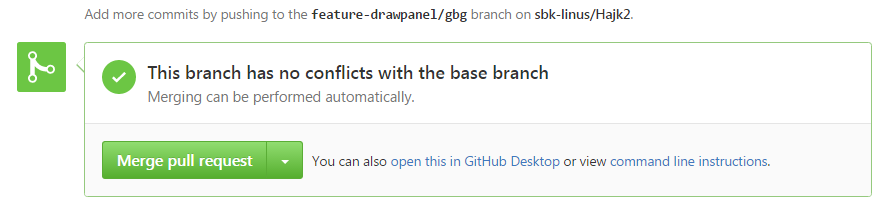 Add more commits by pushing to the feature-drawpanel/gbg branch on sbk-linus/Hajk2.
This branch has no conflicts with the base branch
Merging can be performed automatically.
Merge pull request
You can also open this in GitHub Desktop or view command line instructions.